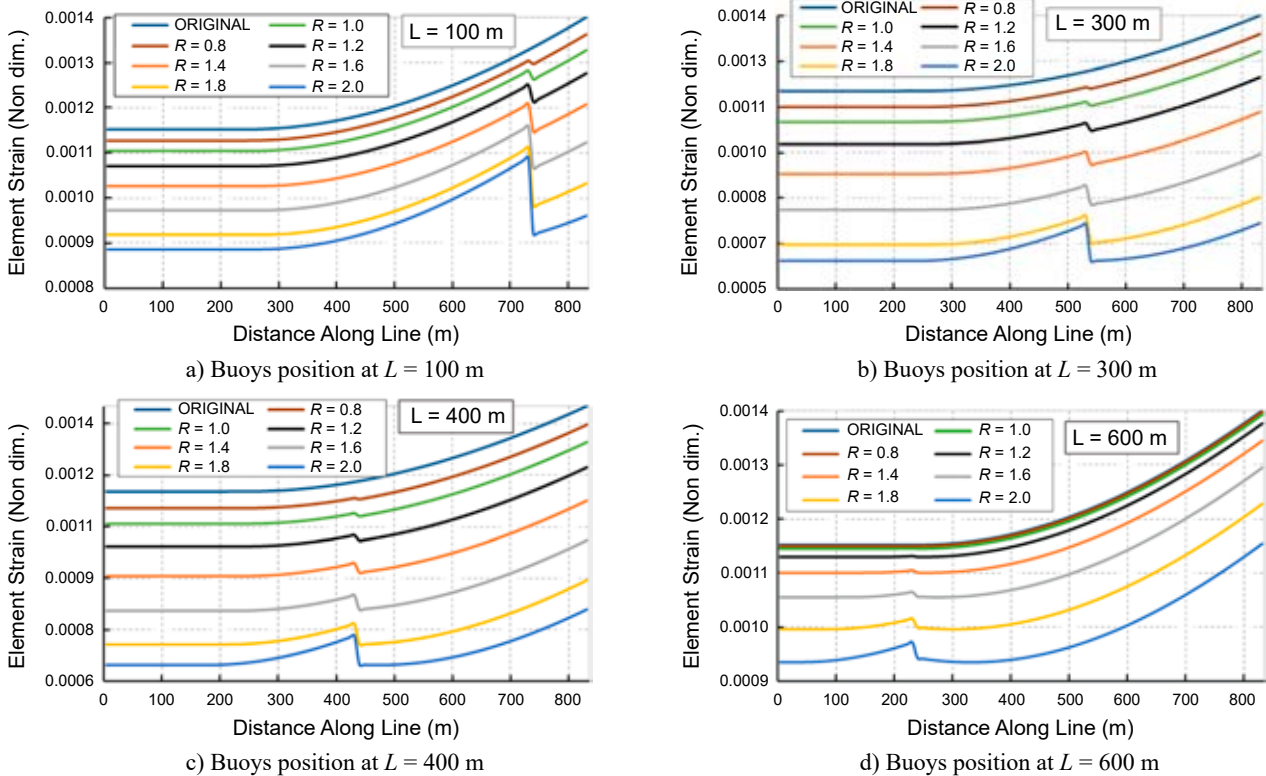 ORIGINAL
R = 1.0
R = 0.8
R = 1.2
R = 1.4
R = 1.6
R = 1.8
R = 2.0
L = 100 m
0.0014
0.0013
0.0012
0.0011
0.0010
0.0009
0.0008
Element Strain (Non dim.)
0 100 200 300 400 500 600 700 800
Distance Along Line (m)
a) Buoys position at L = 100 m
ORIGINAL
R = 0.8
R = 1.0
R = 1.2
R = 1.4
R = 1.6
R = 1.8
R = 2.0
L = 300 m
0.0014
0.0013
0.0011
0.0010
0.0008
0.0007
0.0005
Element Strain (Non dim.)
0 100 200 300 400 500 600 700 800
Distance Along Line (m)
b) Buoys position at L = 300 m
ORIGINAL
R = 0.8
R = 1.0
R = 1.2
R = 1.4
R = 1.6
R = 1.8
R = 2.0
L = 400 m
0.0014
0.0012
0.0011
0.0009
0.0008
0.0006
Element Strain (Non dim.)
0 100 200 300 400 500 600 700 800
Distance Along Line (m)
c) Buoys position at L = 400 m
ORIGINAL
R = 1.0
R = 0.8
R = 1.2
R = 1.4
R = 1.6
R = 1.8
R = 2.0
L = 600 m
0.0014
0.0013
0.0012
0.0011
0.0010
0.0009
Element Strain (Non dim.)
0 100 200 300 400 500 600 700 800
Distance Along Line (m)
d) Buoys position at L = 600 m